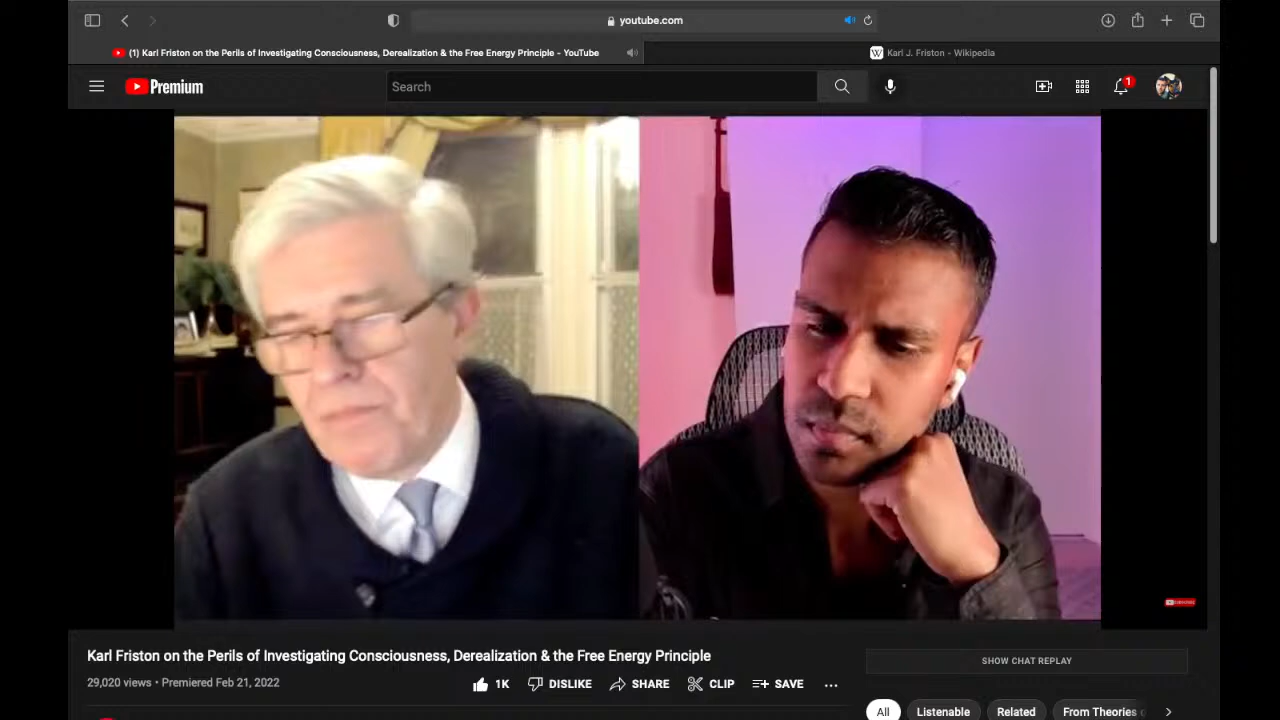 youtube.com
(1) Karl Friston on the Perils of Investigating Consciousness, Derealization & the Free Energy Principle - YouTube
W Karl J. Friston - Wikipedia
Premium
Search
1
Karl Friston on the Perils of Investigating Consciousness, Derealization & the Free Energy Principle
29,020 views • Premiered Feb 21, 2022
1K DISLIKE SHARE CLIP SAVE ...
SHOW CHAT REPLAY
All Listenable Related From Theories